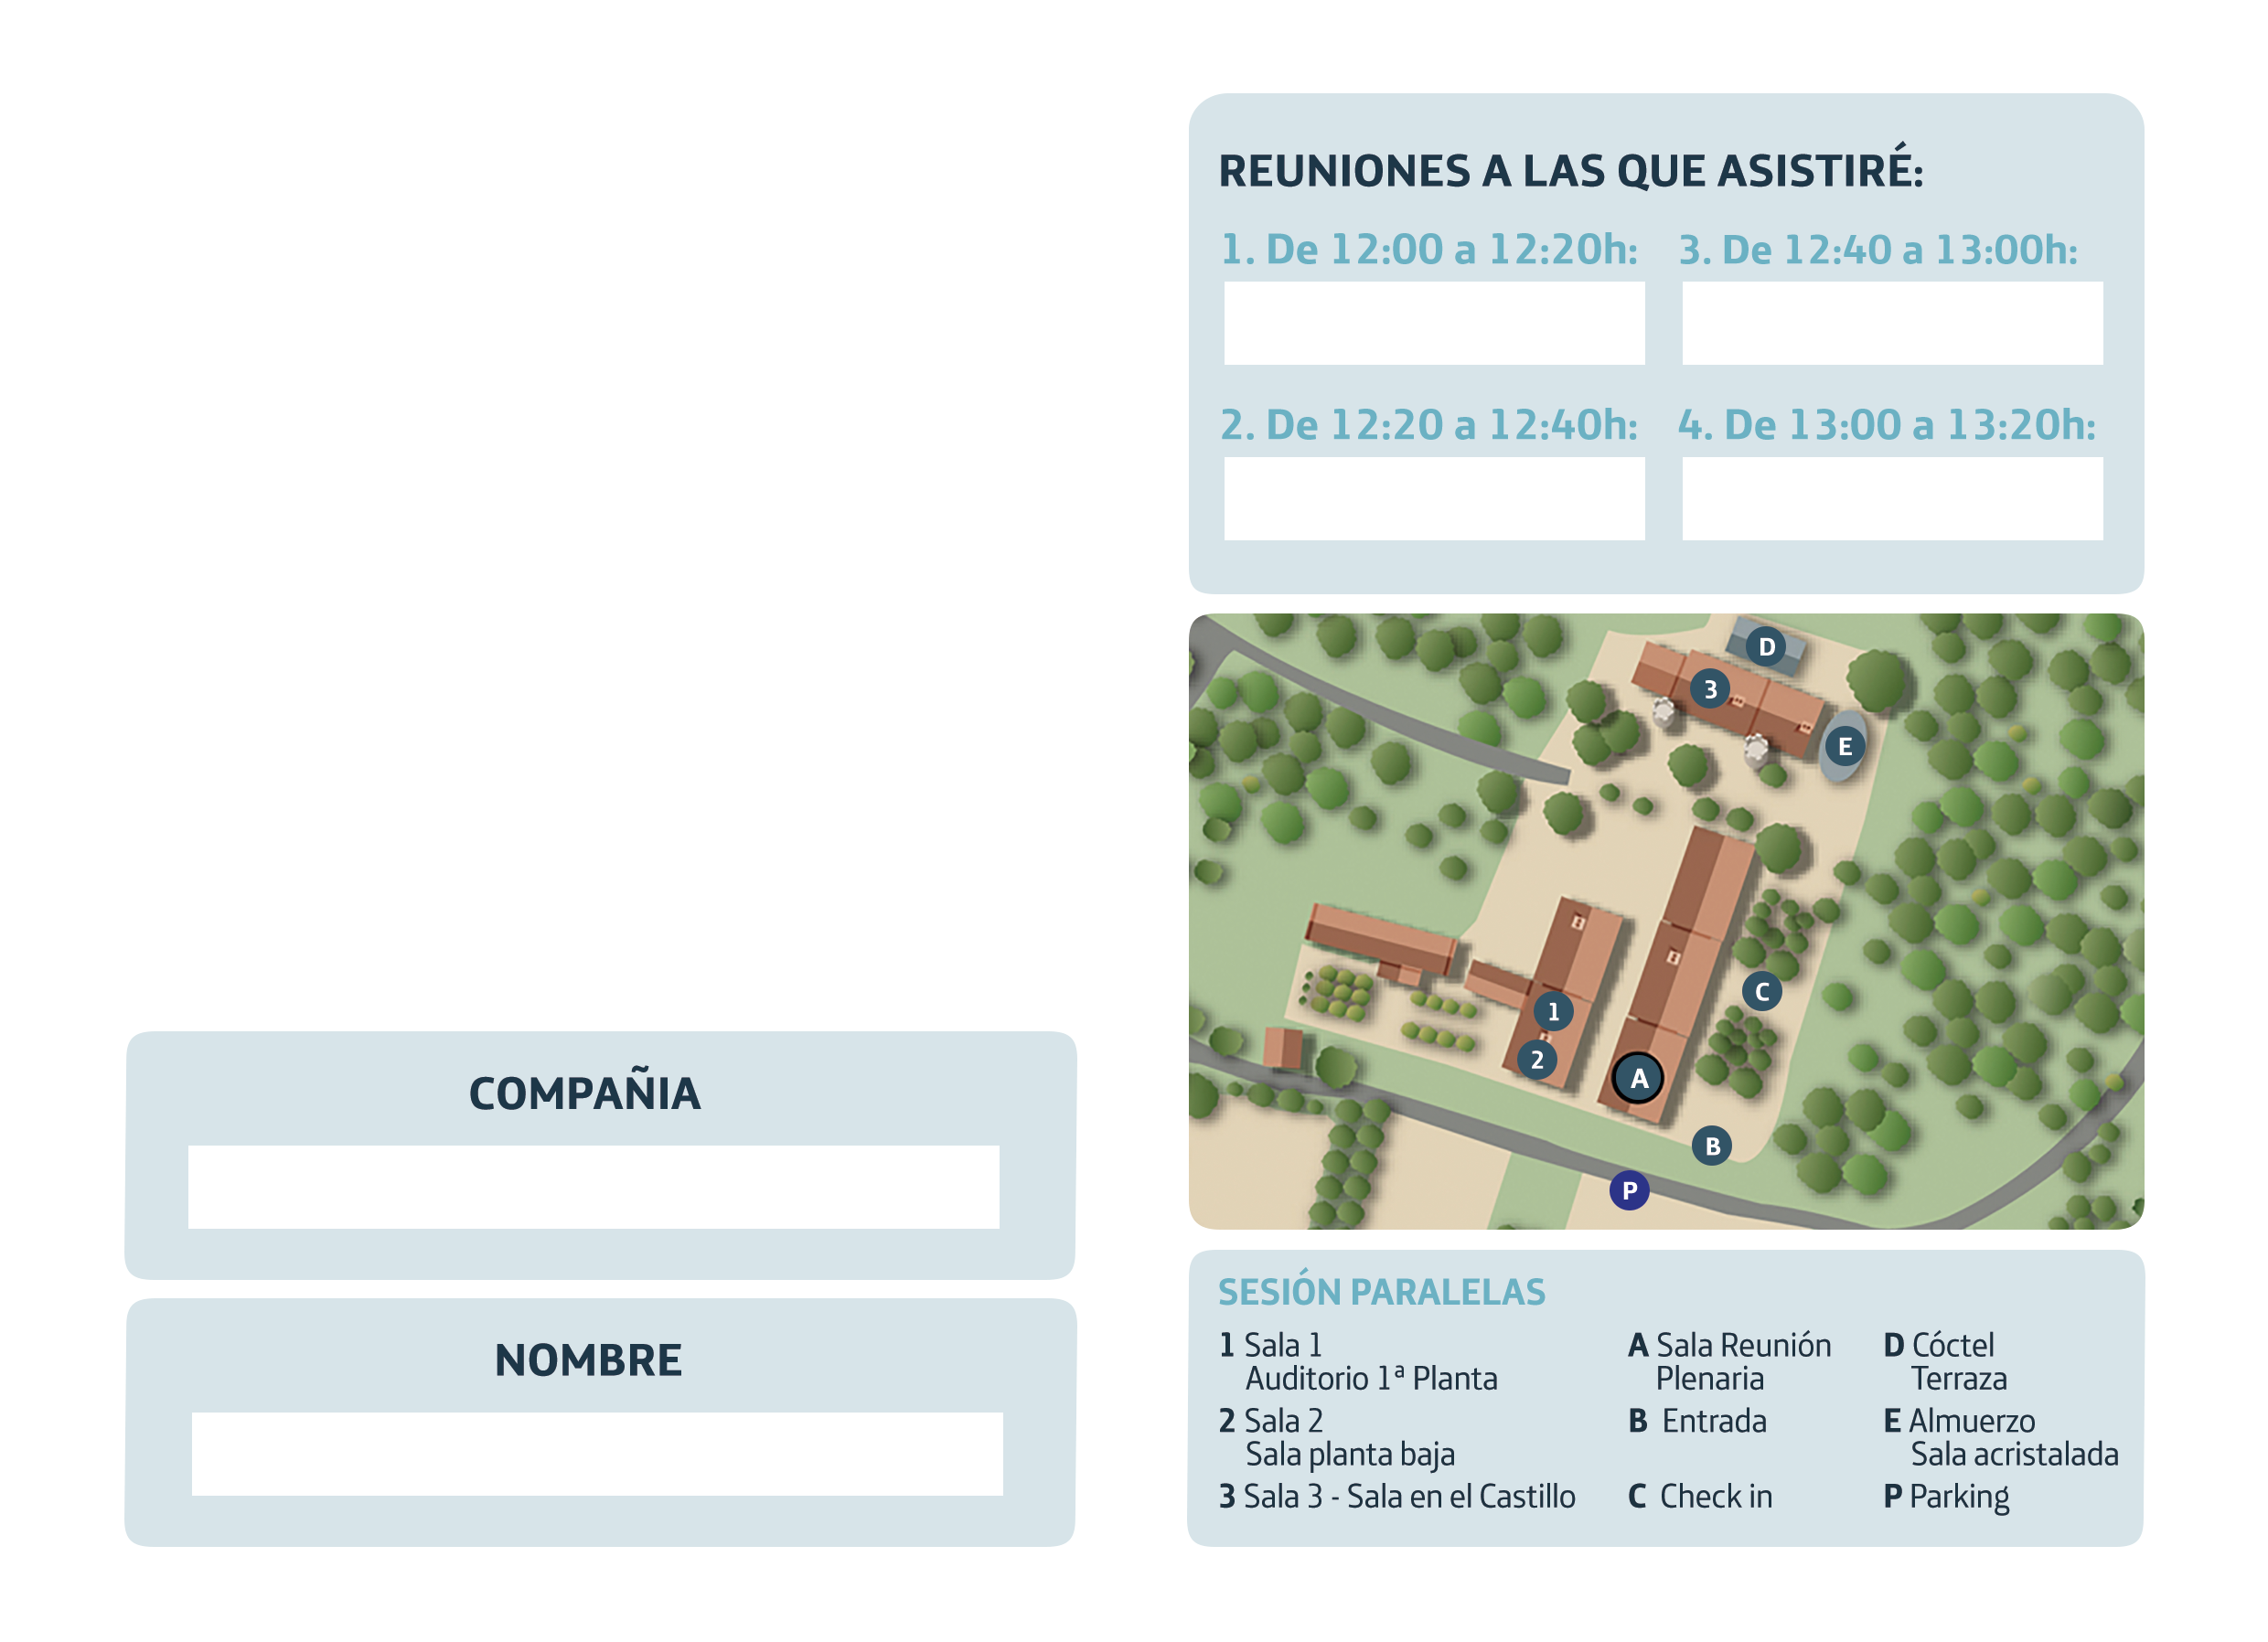 COMPAÑIA
NOMBRE
REUNIONES A LAS QUE ASISTIRÉ:
1. De 12:00 a 12:20h:
3. De 12:40 a 13:00h:
2. De 12:20 a 12:40h:
4. De 13:00 a 13:20h:
D
3
E
C
1
2
A
B
P
SESIÓN PARALELAS
1 Sala 1
Auditorio 1ª Planta
2 Sala 2
Sala planta baja
3 Sala 3 - Sala en el Castillo
A Sala Reunión
Plenaria
B Entrada
C Check in
D Cóctel
Terraza
E Almuerzo
Sala acristalada
P Parking